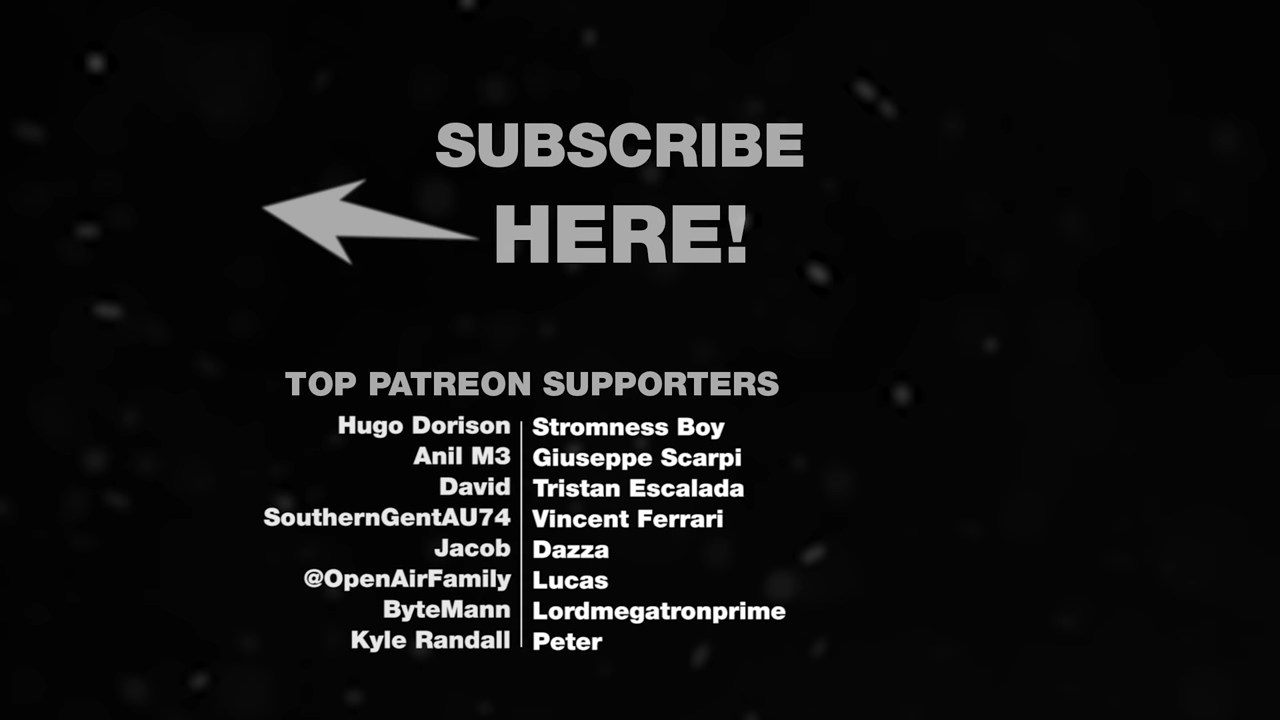 SUBSCRIBE
HERE!
TOP PATREON SUPPORTERS
Hugo Dorison
Anil M3
David
SouthernGentAU74
Jacob
@OpenAirFamily
ByteMann
Kyle Randall
Stromness Boy
Giuseppe Scarpi
Tristan Escalada
Vincent Ferrari
Dazza
Lucas
Lordmegatronprime
Peter